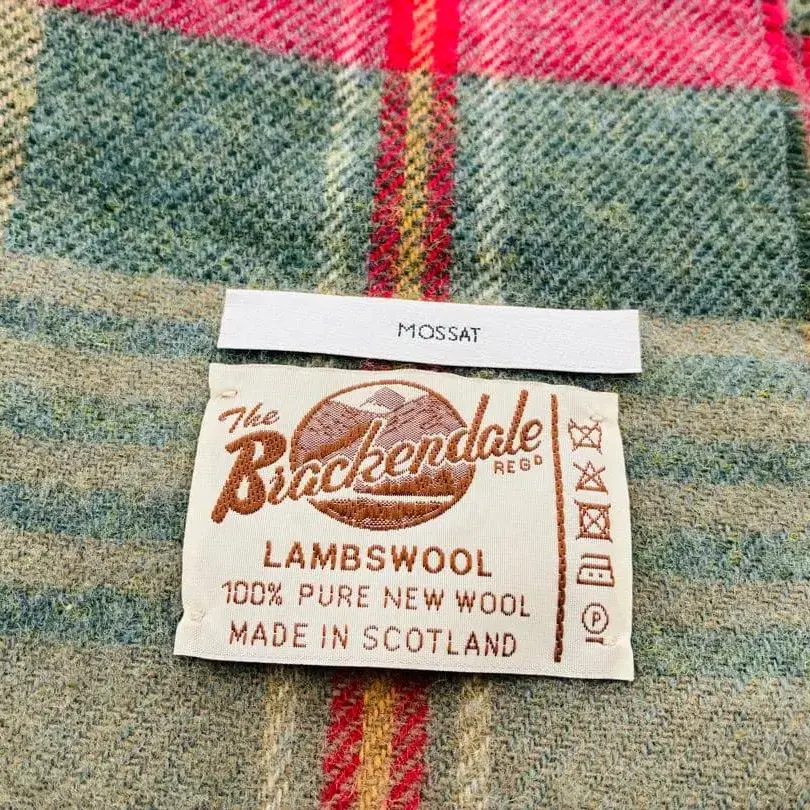 MOSSAT
The
Brackendale
REGD
LAMBSWOOL
100% PURE NEW WOOL
MADE IN SCOTLAND
P